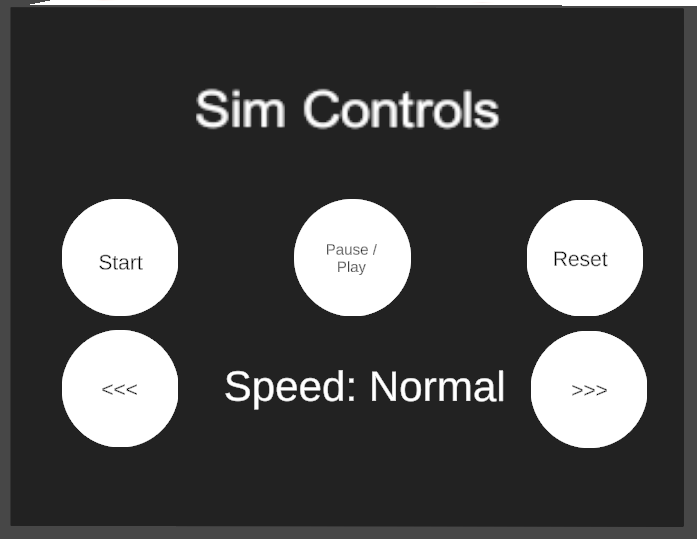 Sim Controls
Start
Pause /
Play
Reset
<<<
Speed: Normal
>>>